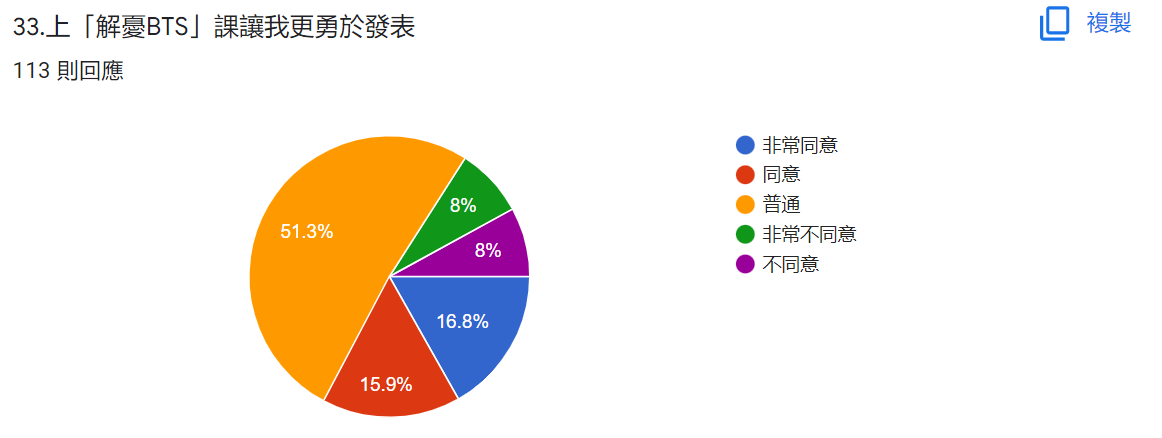 33.上「解憂BTS」課讓我更勇於發表
複製
113 則回應
非常同意
同意
普通
非常不同意
不同意
51.3%
8%
8%
16.8%
15.9%